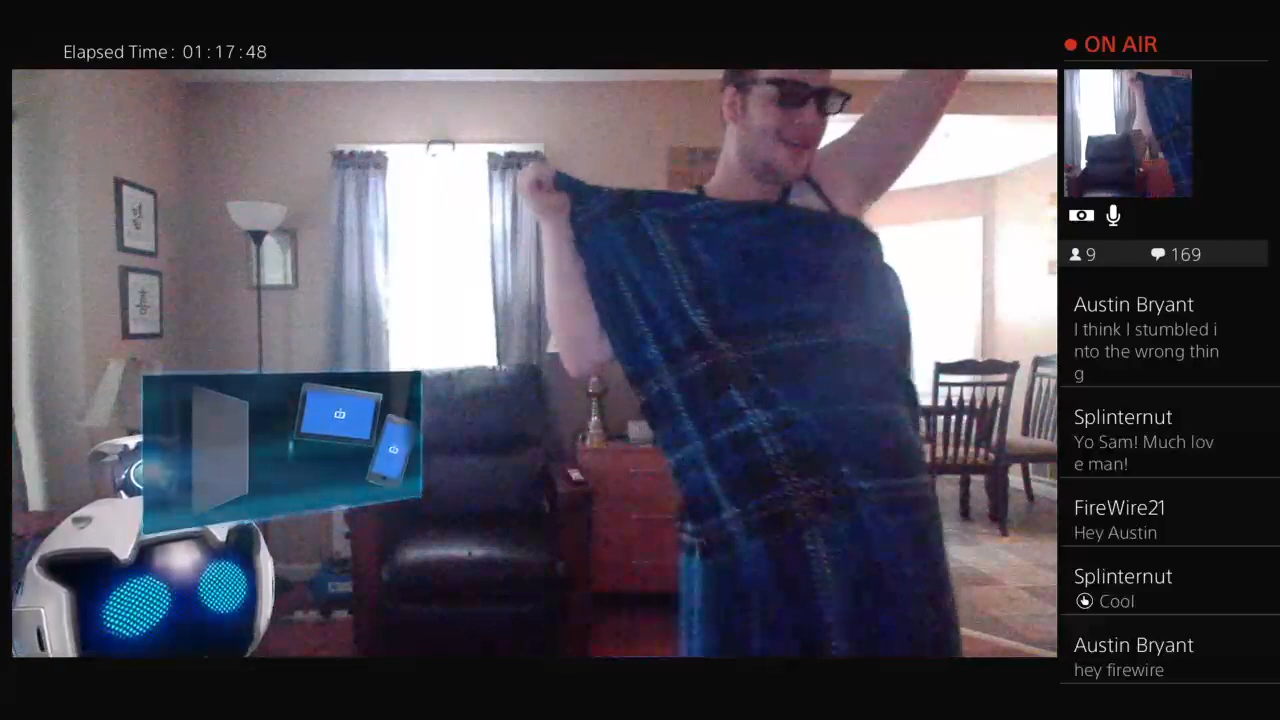 Elapsed Time: 01:17:48
ON AIR
9 169
Austin Bryant
I think I stumbled i
nto the wrong thin
g
Splinternut
Yo Sam! Much lov
e man!
FireWire21
Hey Austin
Splinternut
Cool
Austin Bryant
hey firewire